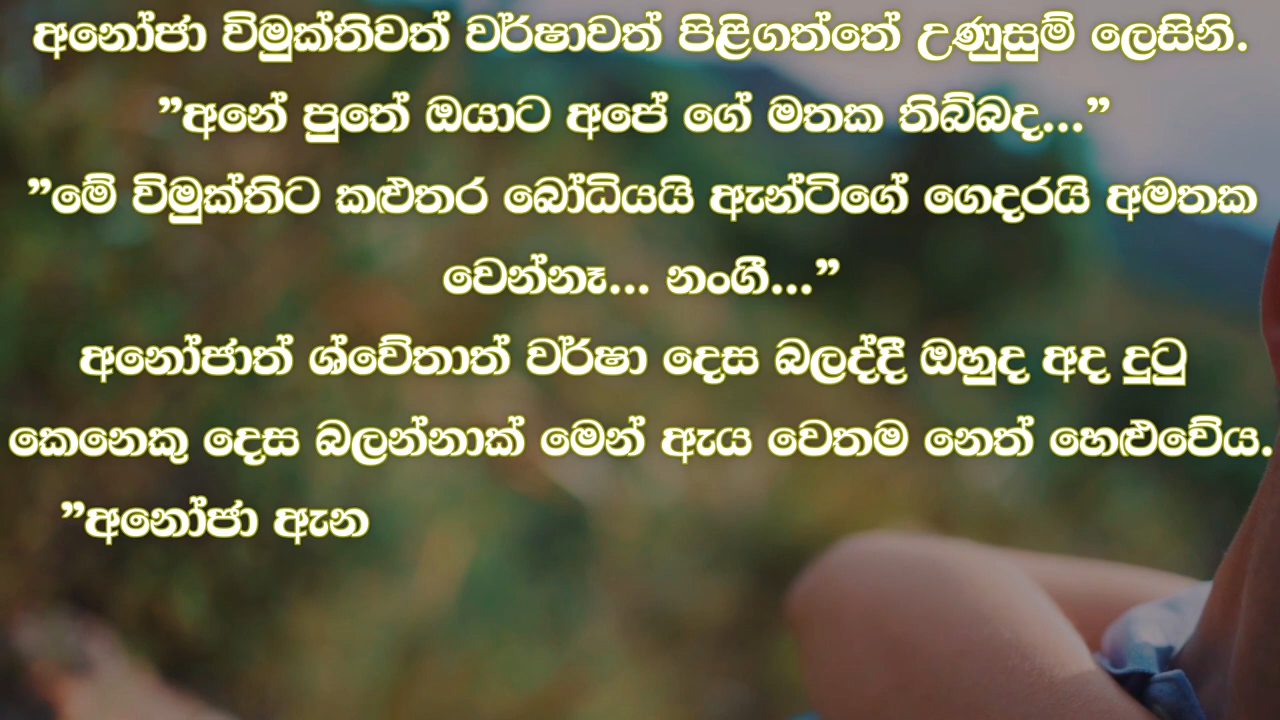 අනෝජා විමුක්තිවත් වර්ෂාවත් පිළිගත්තේ උණුසුම් ලෙසිනි.
”අනේ පුතේ ඔයාට අපේ ගේ මතක තිබ්බද...”
”මේ විමුක්තිට කළුතර බෝධියයි ඇන්ටිගේ ගෙදරයි අමතක
වෙන්නෑ... නංගී...”
අනෝජාත් ශ්වේතාත් වර්ෂා දෙස බලද්දී ඔහුද අද දුටු
කෙනෙකු දෙස බලන්නාක් මෙන් ඇය වෙතම නෙත් හෙළුවේය.
”අනෝජා ඇන